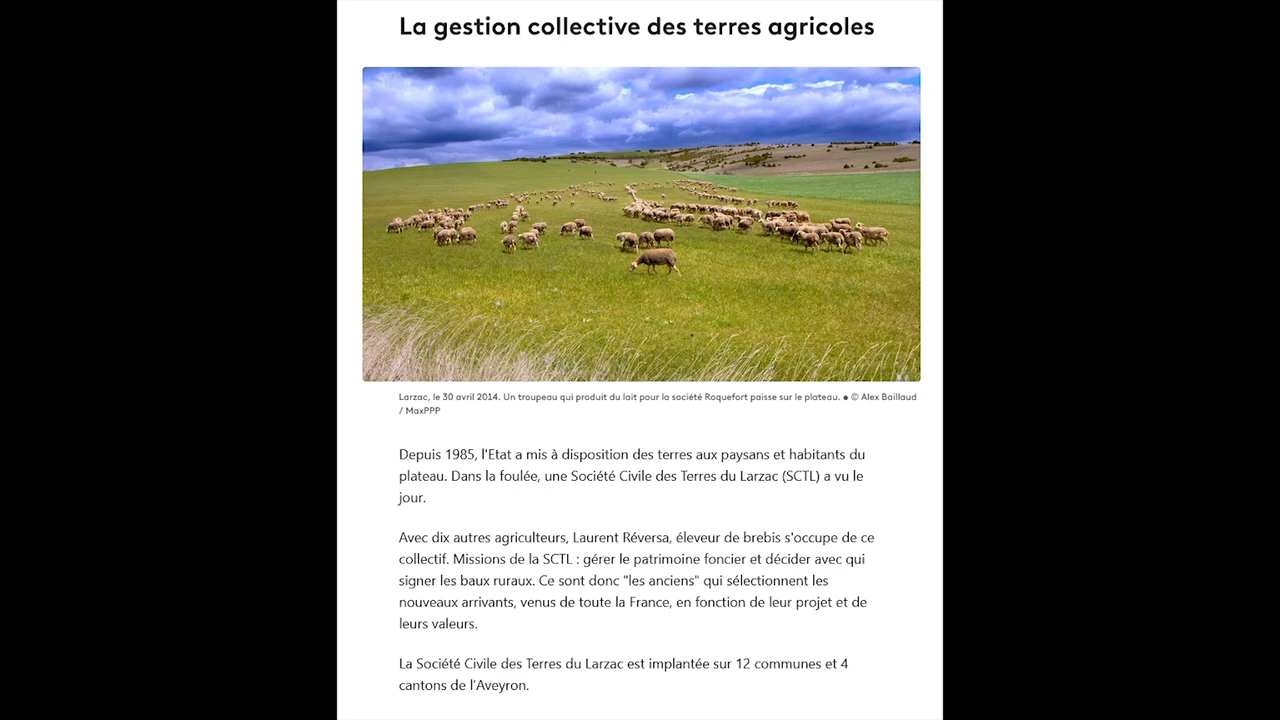 La gestion collective des terres agricoles
Larzac, le 30 avril 2014. Un troupeau qui produit du lait pour la société Roquefort paisse sur le plateau. ● © Alex Baillaud
/ MaxPPP
Depuis 1985, l'Etat a mis à disposition des terres aux paysans et habitants du
plateau. Dans la foulée, une Société Civile des Terres du Larzac (SCTL) a vu le
jour.
Avec dix autres agriculteurs, Laurent Réversa, éleveur de brebis s'occupe de ce
collectif. Missions de la SCTL : gérer le patrimoine foncier et décider avec qui
signer les baux ruraux. Ce sont donc "les anciens" qui sélectionnent les
nouveaux arrivants, venus de toute la France, en fonction de leur projet et de
leurs valeurs.
La Société Civile des Terres du Larzac est implantée sur 12 communes et 4
cantons de l’Aveyron.